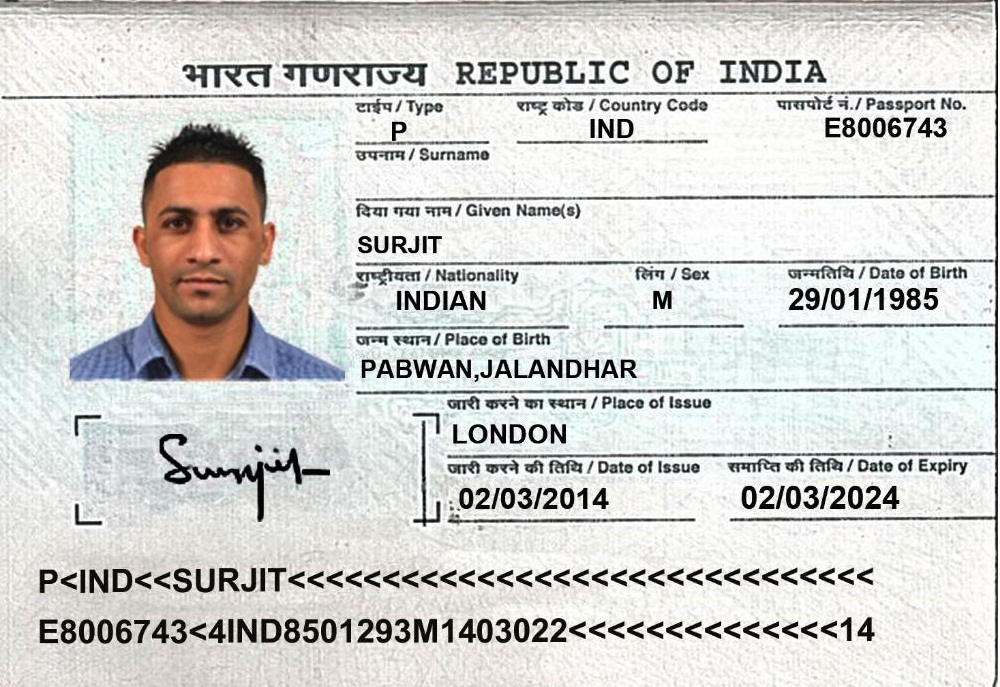 भारत गणराज्य REPUBLIC OF INDIA
टाईप / Type राष्ट्र कोड / Country Code पासपोर्ट नं./ Passport No.
P IND E8006743
उपनाम / Surname
दिया गया नाम / Given Name(s)
SURJIT
राष्ट्रीयता / Nationality लिंग / Sex जन्मतिथि / Date of Birth
INDIAN M 29/01/1985
जन्म स्थान / Place of Birth
PABWAN,JALANDHAR
जारी करने का स्थान / Place of Issue
LONDON
जारी करने की तिथि / Date of Issue समाप्ति की तिथि / Date of Expiry
02/03/2014 02/03/2024
Surjit
P<IND<<SURJIT<<<<<<<<<<<<<<<<<<<<<<<<<<<<<<<
E8006743<4IND8501293M1403022<<<<<<<<<<<<<<14